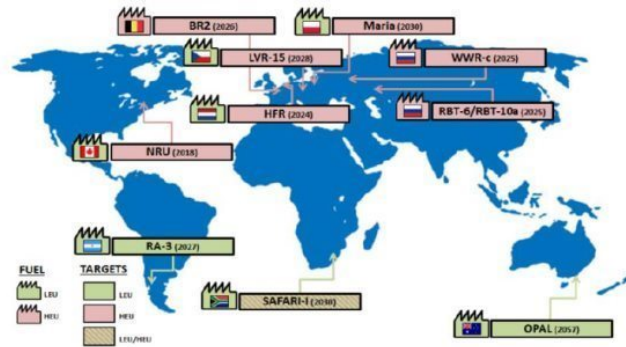 BR2 (2026)
Maria (2030)
LVR-15 (2028)
WWR-c (2025)
HFR (2024)
RBT-6/RBT-10a (2025)
NRU (2018)
RA-3 (2027)
SAFARI-I (2030)
OPAL (2057)
FUEL
TARGETS
LEU
LEU
HEU
HEU
LEU/HEU